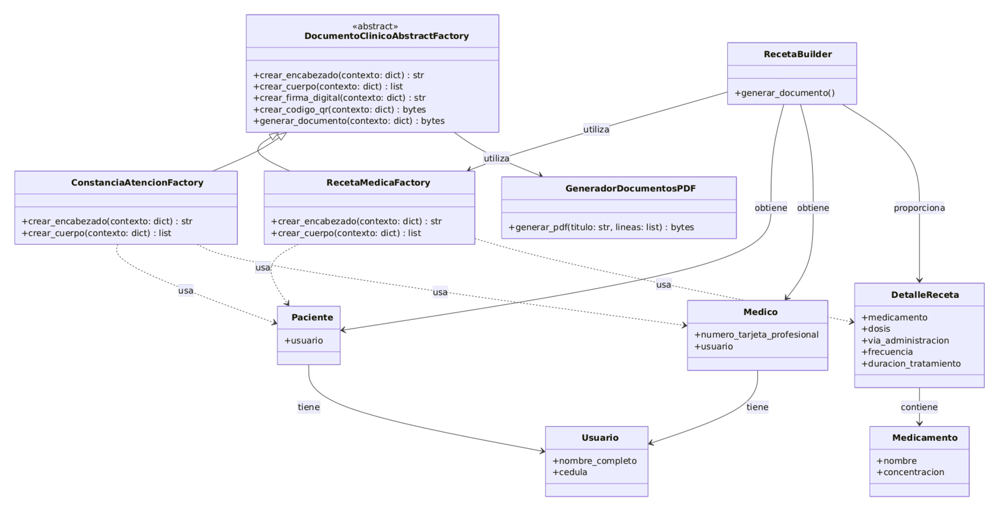 «abstract»
DocumentoClinicoAbstractFactory
+crear_encabezado(contexto: dict) : str
+crear_cuerpo(contexto: dict) : list
+crear_firma_digital(contexto: dict) : str
+crear_codigo_qr(contexto: dict) : bytes
+generar_documento(contexto: dict) : bytes
RecetaBuilder
+generar_documento()
utiliza
utiliza
ConstanciaAtencionFactory
+crear_encabezado(contexto: dict) : str
+crear_cuerpo(contexto: dict) : list
RecetaMedicaFactory
+crear_encabezado(contexto: dict) : str
+crear_cuerpo(contexto: dict) : list
GeneradorDocumentosPDF
+generar_pdf(titulo: str, lineas: list) : bytes
obtiene
obtiene
proporciona
usa
usa
usa
usa
Paciente
+usuario
Medico
+numero_tarjeta_profesional
+usuario
DetalleReceta
+medicamento
+dosis
+via_administracion
+frecuencia
+duracion_tratamiento
tiene
tiene
contiene
Usuario
+nombre_completo
+cedula
Medicamento
+nombre
+concentracion